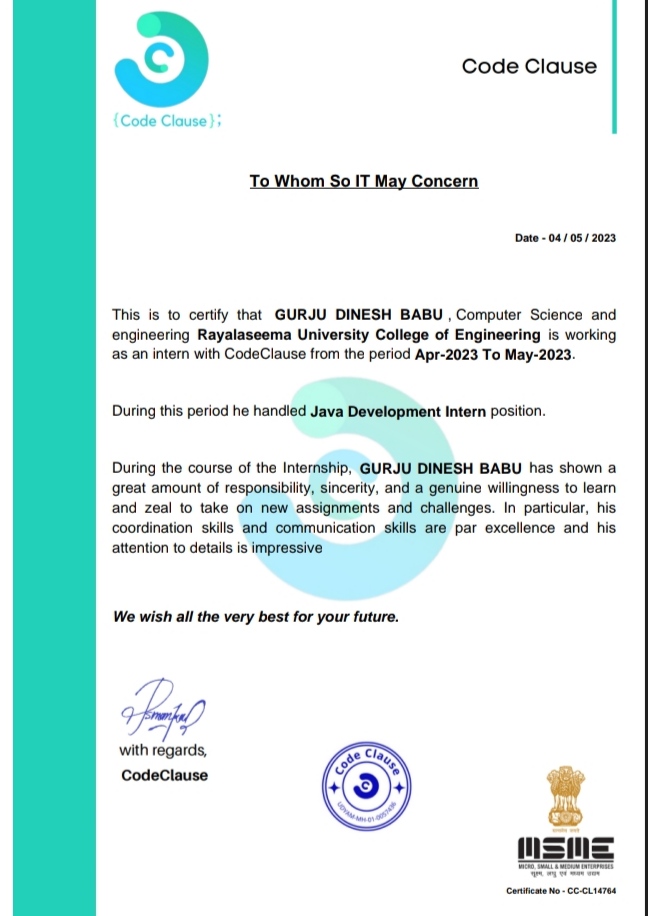 {Code Clause};
Code Clause
To Whom So IT May Concern
Date - 04 / 05 / 2023
This is to certify that GURJU DINESH BABU , Computer Science and
engineering Rayalaseema University College of Engineering is working
as an intern with CodeClause from the period Apr-2023 To May-2023.
During this period he handled Java Development Intern position.
During the course of the Internship, GURJU DINESH BABU has shown a
great amount of responsibility, sincerity, and a genuine willingness to learn
and zeal to take on new assignments and challenges. In particular, his
coordination skills and communication skills are par excellence and his
attention to details is impressive
We wish all the very best for your future.
with regards,
CodeClause
Code Clause
UDYAM-MH-01-0057436
सत्यमेव जयते
MSME
MICRO, SMALL & MEDIUM ENTERPRISES
सूक्ष्म, लघु एवं मध्यम उद्यम
Certificate No - CC-CL14764